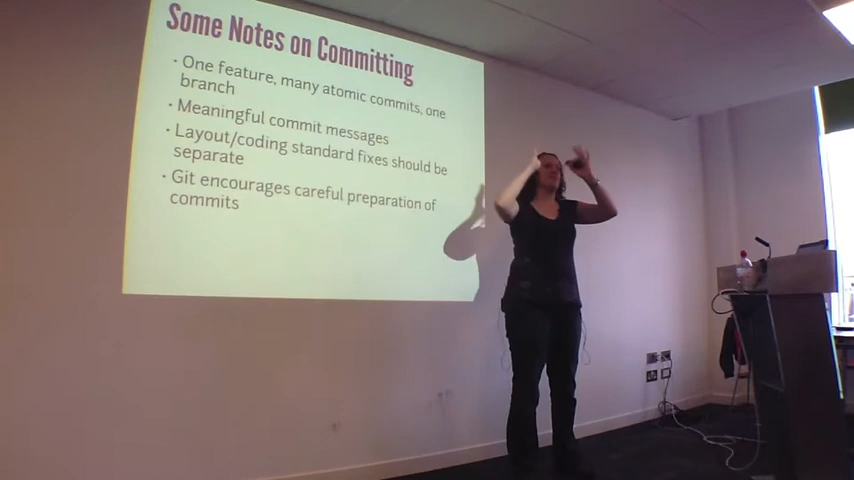 Some Notes on Committing
· One feature, many atomic commits, one
branch
· Meaningful commit messages
· Layout/coding standard fixes should be
separate
· Git encourages careful preparation of
commits